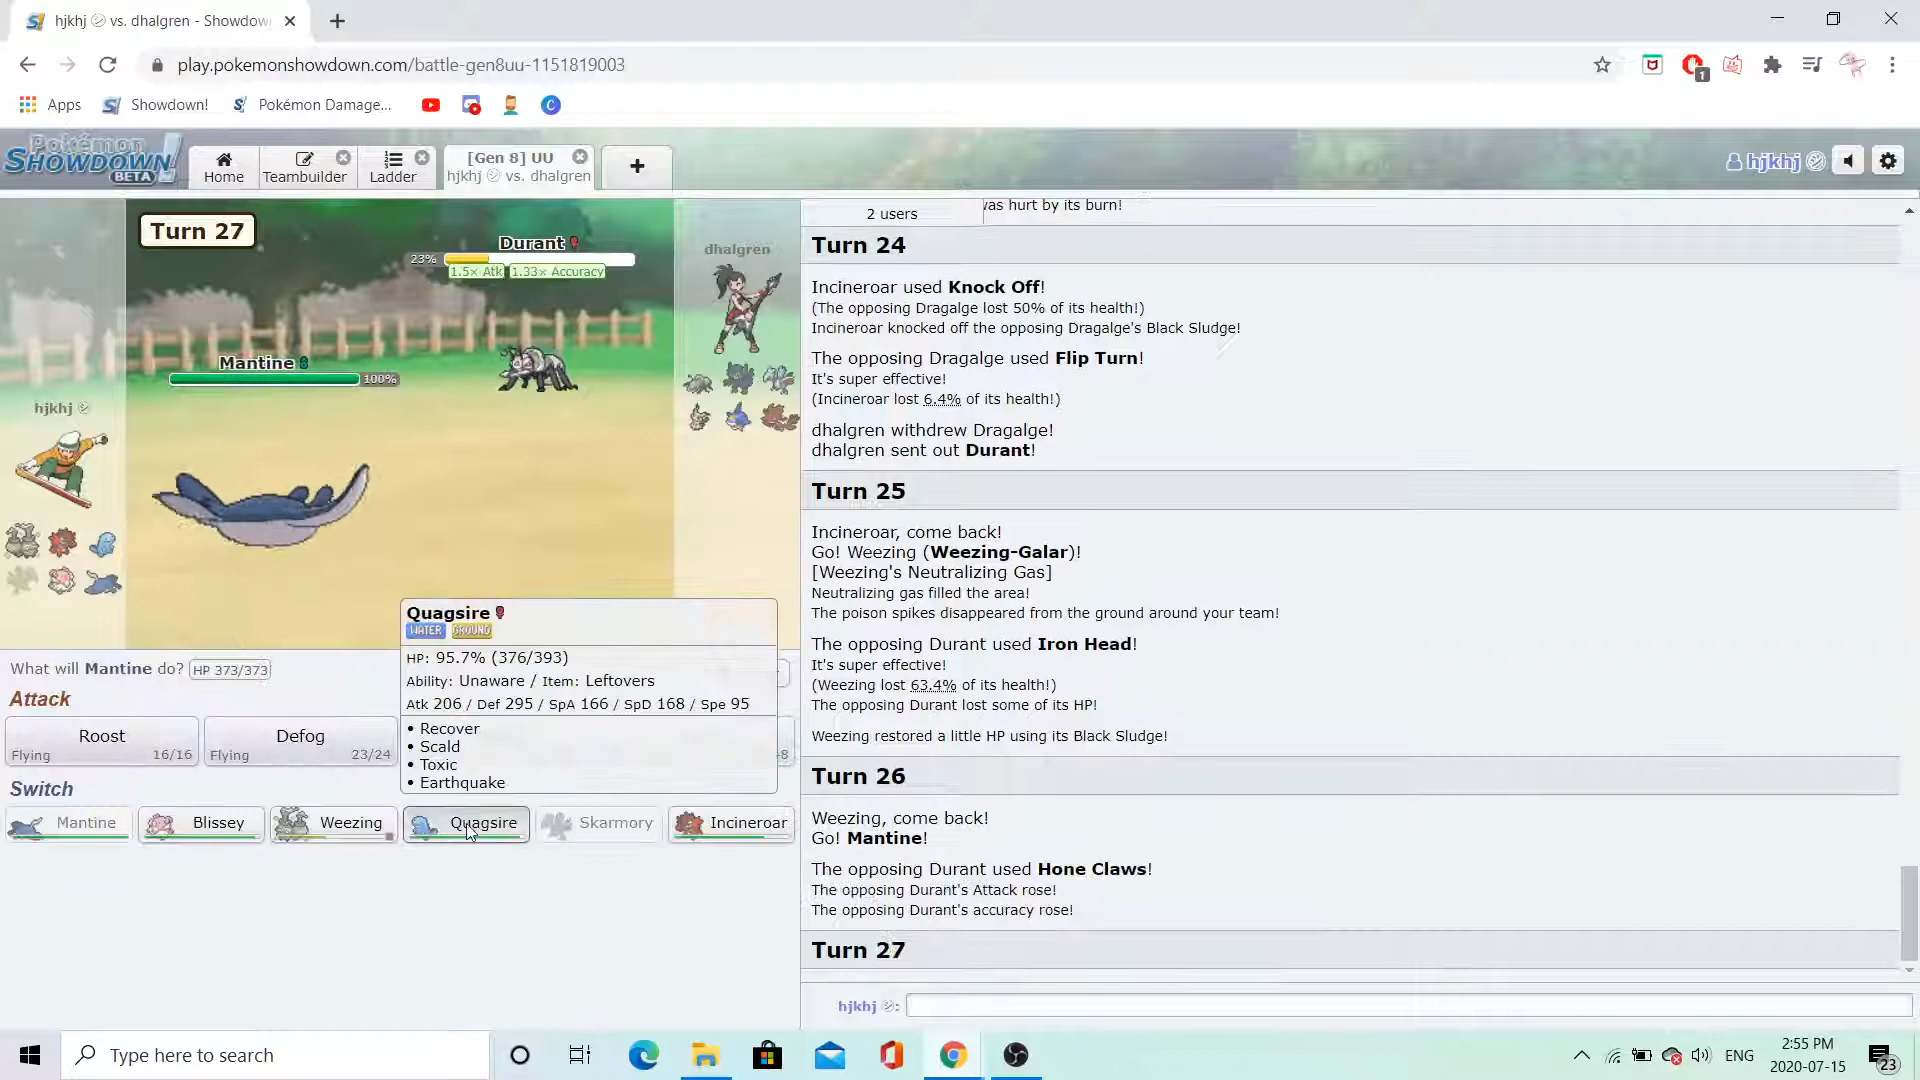 hjkhj vs. dhalgren - Showdow
play.pokemonshowdown.com/battle-gen8uu-1151819003
1
Apps
Showdown!
Pokémon Damage...
Pokémon
SHOWDOWN!
BETA
Home
Teambuilder
Ladder
[Gen 8] UU
hjkhj vs. dhalgren
+
hjkhj
Turn 27
Durant
23%
1.5× Atk
1.33× Accuracy
dhalgren
Mantine
100%
hjkhj
2 users
was hurt by its burn!
Turn 24
Incineroar used Knock Off!
(The opposing Dragalge lost 50% of its health!)
Incineroar knocked off the opposing Dragalge's Black Sludge!
The opposing Dragalge used Flip Turn!
It's super effective!
(Incineroar lost 6.4% of its health!)
dhalgren withdrew Dragalge!
dhalgren sent out Durant!
Turn 25
Incineroar, come back!
Go! Weezing (Weezing-Galar)!
[Weezing's Neutralizing Gas]
Neutralizing gas filled the area!
The poison spikes disappeared from the ground around your team!
The opposing Durant used Iron Head!
It's super effective!
(Weezing lost 63.4% of its health!)
The opposing Durant lost some of its HP!
Weezing restored a little HP using its Black Sludge!
Turn 26
Weezing, come back!
Go! Mantine!
The opposing Durant used Hone Claws!
The opposing Durant's Attack rose!
The opposing Durant's accuracy rose!
Turn 27
hjkhj :
Quagsire
WATER GROUND
HP: 95.7% (376/393)
Ability: Unaware / Item: Leftovers
Atk 206 / Def 295 / SpA 166 / SpD 168 / Spe 95
• Recover
• Scald
• Toxic
• Earthquake
What will Mantine do? HP 373/373
Attack
Roost
Flying 16/16
Defog
Flying 23/24
Switch
Mantine
Blissey
Weezing
Quagsire
Skarmory
Incineroar
Type here to search
ENG
2:55 PM
2020-07-15
23